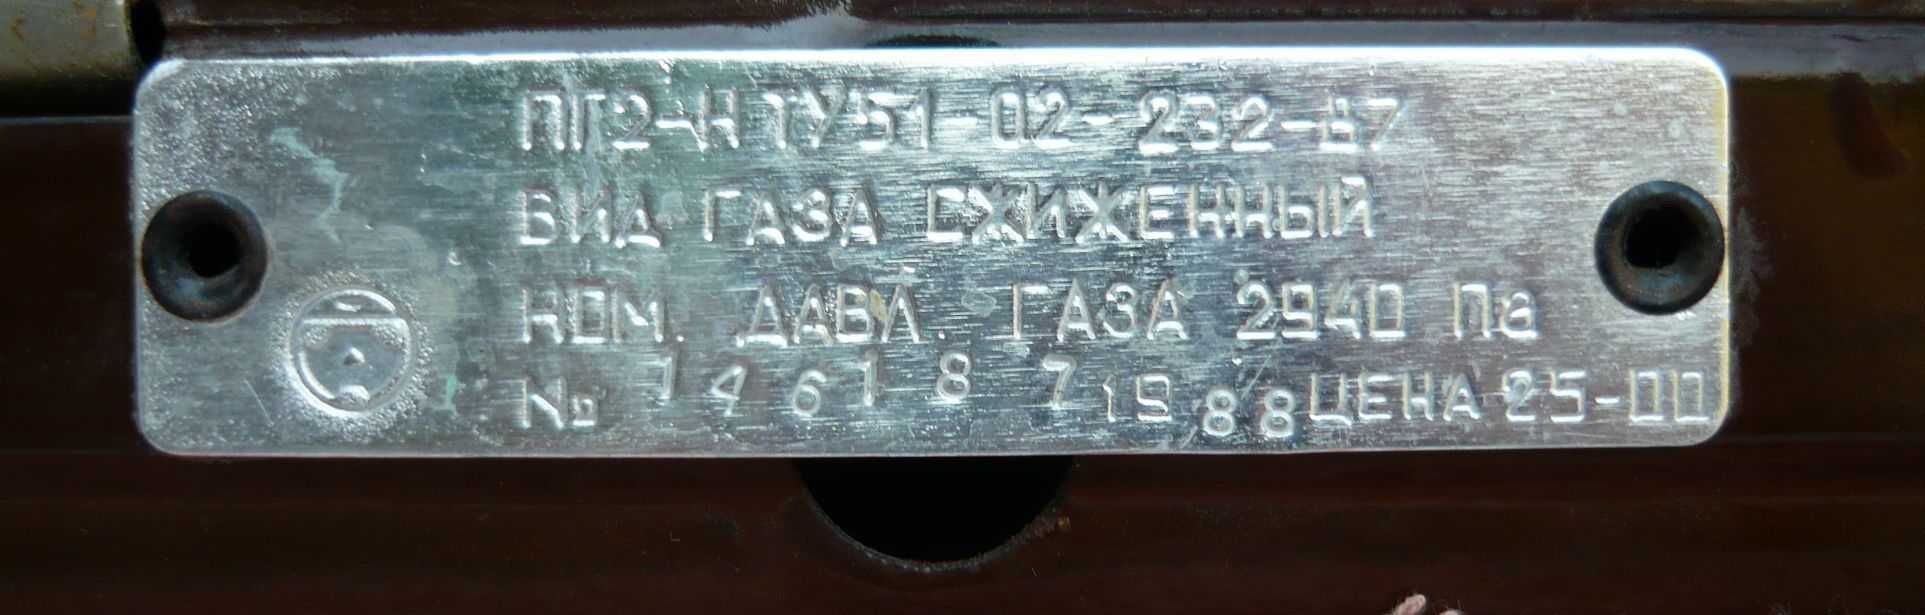 ПГ2-Н ТУ51-02-232-87
ВИД ГАЗА СЖИЖЕННЫЙ
НОМ. ДАВЛ. ГАЗА 2940 Па
№ 146187 1988 ЦЕНА 25-00